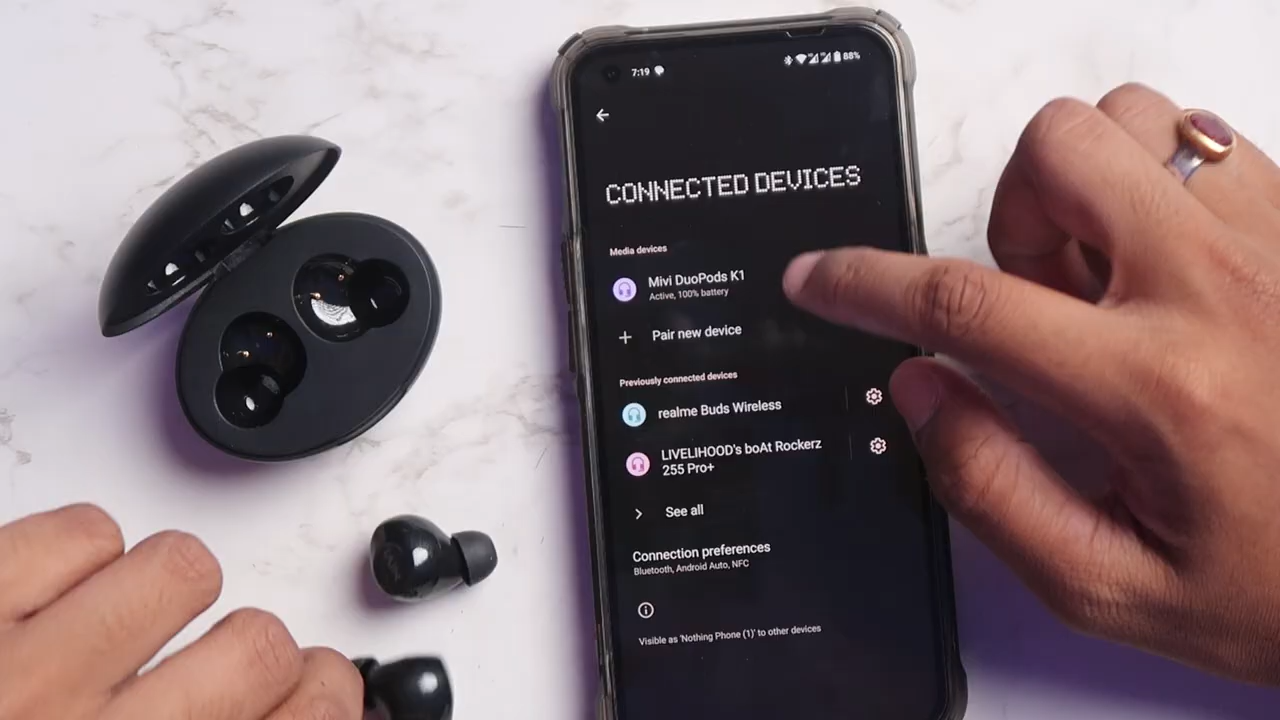 7:19
88%
CONNECTED DEVICES
Media devices
Mivi DuoPods K1
Active, 100% battery
Pair new device
Previously connected devices
realme Buds Wireless
LIVELIHOOD's boAt Rockerz
255 Pro+
See all
Connection preferences
Bluetooth, Android Auto, NFC
Visible as 'Nothing Phone (1)' to other devices